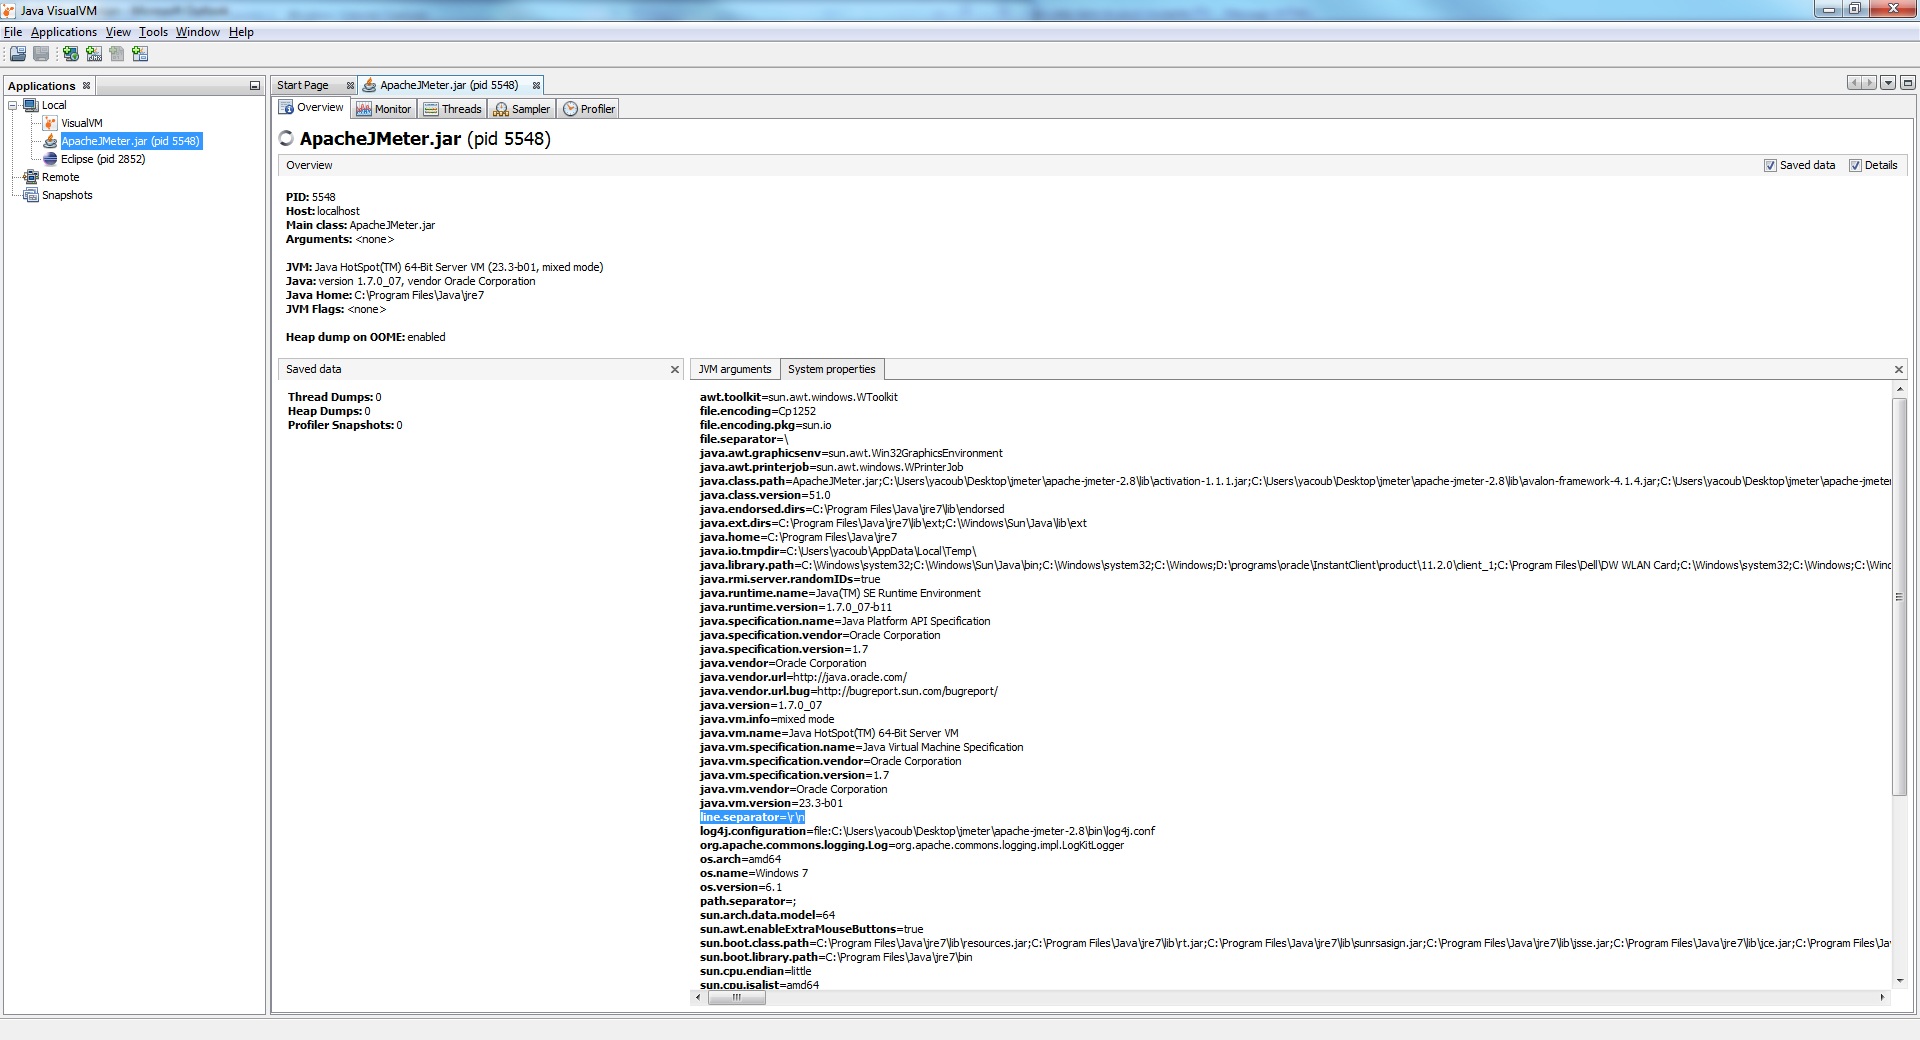 Java VisualVM
File Applications View Tools Window Help
Applications
Local
VisualVM
ApacheJMeter.jar (pid 5548)
Eclipse (pid 2852)
Remote
Snapshots
Start Page
ApacheJMeter.jar (pid 5548)
Overview Monitor Threads Sampler Profiler
ApacheJMeter.jar (pid 5548)
Overview
Saved data Details
PID: 5548
Host: localhost
Main class: ApacheJMeter.jar
Arguments: <none>
JVM: Java HotSpot(TM) 64-Bit Server VM (23.3-b01, mixed mode)
Java: version 1.7.0_07, vendor Oracle Corporation
Java Home: C:\Program Files\Java\jre7
JVM Flags: <none>
Heap dump on OOME: enabled
Saved data
Thread Dumps: 0
Heap Dumps: 0
Profiler Snapshots: 0
JVM arguments System properties
awt.toolkit=sun.awt.windows.WToolkit
file.encoding=Cp1252
file.encoding.pkg=sun.io
file.separator=\
java.awt.graphicsenv=sun.awt.Win32GraphicsEnvironment
java.awt.printerjob=sun.awt.windows.WPrinterJob
java.class.path=ApacheJMeter.jar;C:\Users\yacoub\Desktop\jmeter\apache-jmeter-2.8\lib\activation-1.1.1.jar;C:\Users\yacoub\Desktop\jmeter\apache-jmeter-2.8\lib\avalon-framework-4.1.4.jar;C:\Users\yacoub\Desktop\jmeter\apache-jmeter
java.class.version=51.0
java.endorsed.dirs=C:\Program Files\Java\jre7\lib\endorsed
java.ext.dirs=C:\Program Files\Java\jre7\lib\ext;C:\Windows\Sun\Java\lib\ext
java.home=C:\Program Files\Java\jre7
java.io.tmpdir=C:\Users\yacoub\AppData\Local\Temp\
java.library.path=C:\Windows\system32;C:\Windows\Sun\Java\bin;C:\Windows\system32;C:\Windows;D:\programs\oracle\InstantClient\product\11.2.0\client_1;C:\Program Files\Dell\DW WLAN Card;C:\Windows\system32;C:\Windows;C:\Winc
java.rmi.server.randomIDs=true
java.runtime.name=Java(TM) SE Runtime Environment
java.runtime.version=1.7.0_07-b11
java.specification.name=Java Platform API Specification
java.specification.vendor=Oracle Corporation
java.specification.version=1.7
java.vendor=Oracle Corporation
java.vendor.url=http://java.oracle.com/
java.vendor.url.bug=http://bugreport.sun.com/bugreport/
java.version=1.7.0_07
java.vm.info=mixed mode
java.vm.name=Java HotSpot(TM) 64-Bit Server VM
java.vm.specification.name=Java Virtual Machine Specification
java.vm.specification.vendor=Oracle Corporation
java.vm.specification.version=1.7
java.vm.vendor=Oracle Corporation
java.vm.version=23.3-b01
line.separator=\r\n
log4j.configuration=file:C:\Users\yacoub\Desktop\jmeter\apache-jmeter-2.8\bin\log4j.conf
org.apache.commons.logging.Log=org.apache.commons.logging.impl.LogKitLogger
os.arch=amd64
os.name=Windows 7
os.version=6.1
path.separator=;
sun.arch.data.model=64
sun.awt.enableExtraMouseButtons=true
sun.boot.class.path=C:\Program Files\Java\jre7\lib\resources.jar;C:\Program Files\Java\jre7\lib\rt.jar;C:\Program Files\Java\jre7\lib\sunrsasign.jar;C:\Program Files\Java\jre7\lib\jsse.jar;C:\Program Files\Java\jre7\lib\jce.jar;C:\Program Files\Ja
sun.boot.library.path=C:\Program Files\Java\jre7\bin
sun.cpu.endian=little
sun.cpu.isalist=amd64